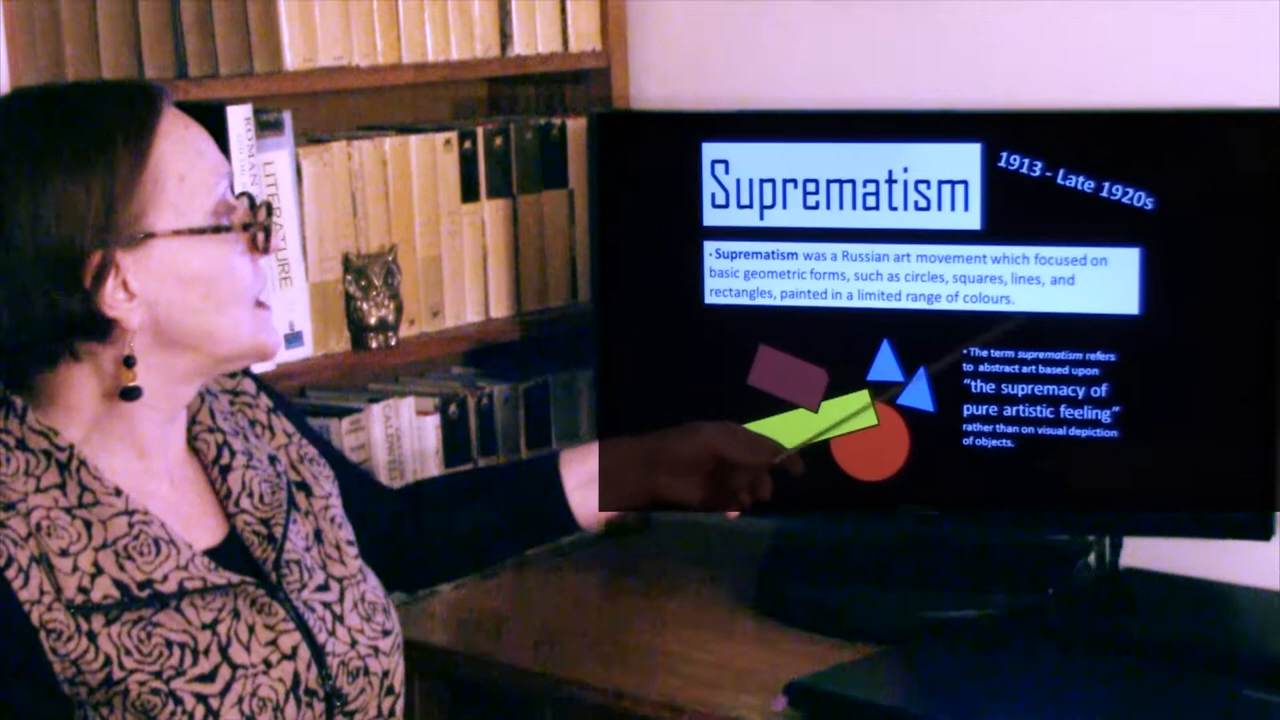 ROMAN
LITERATURE
Suprematism
1913 - Late 1920s
• Suprematism was a Russian art movement which focused on
basic geometric forms, such as circles, squares, lines, and
rectangles, painted in a limited range of colours.
• The term suprematism refers
to abstract art based upon
“the supremacy of
pure artistic feeling”
rather than on visual depiction
of objects.